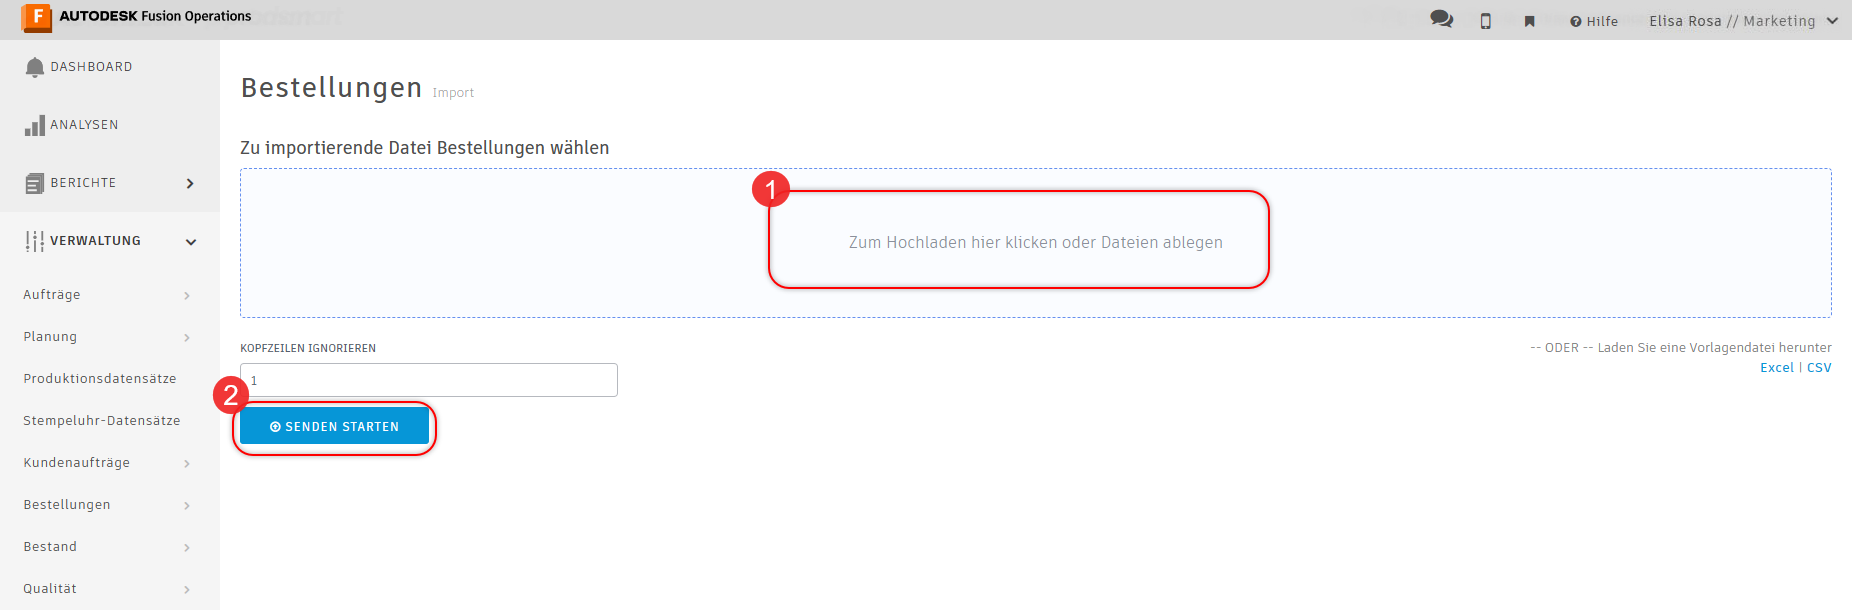 F AUTODESK Fusion Operations
Hilfe
Elisa Rosa // Marketing
DASHBOARD
ANALYSEN
BERICHTE
VERWALTUNG
Aufträge
Planung
Produktionsdatensätze
Stempeluhr-Datensätze
Kundenaufträge
Bestellungen
Bestand
Qualität
Bestellungen Import
Zu importierende Datei Bestellungen wählen
1
Zum Hochladen hier klicken oder Dateien ablegen
KOPFZEILEN IGNORIEREN
1
-- ODER -- Laden Sie eine Vorlagendatei herunter
Excel | CSV
2
SENDEN STARTEN